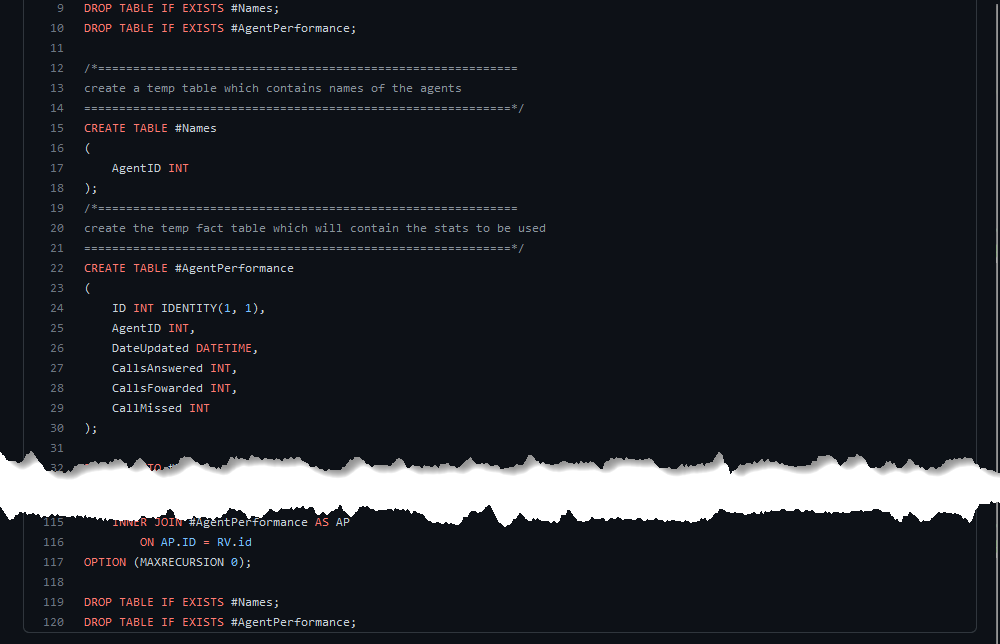 9 DROP TABLE IF EXISTS #Names;
10 DROP TABLE IF EXISTS #AgentPerformance;
11
12 /*============================================================
13 create a temp table which contains names of the agents
14 =============================================================*/
15 CREATE TABLE #Names
16 (
17 AgentID INT
18 );
19 /*============================================================
20 create the temp fact table which will contain the stats to be used
21 =============================================================*/
22 CREATE TABLE #AgentPerformance
23 (
24 ID INT IDENTITY(1, 1),
25 AgentID INT,
26 DateUpdated DATETIME,
27 CallsAnswered INT,
28 CallsFowarded INT,
29 CallMissed INT
30 );
31
32
115 INNER JOIN #AgentPerformance AS AP
116 ON AP.ID = RV.id
117 OPTION (MAXRECURSION 0);
118
119 DROP TABLE IF EXISTS #Names;
120 DROP TABLE IF EXISTS #AgentPerformance;